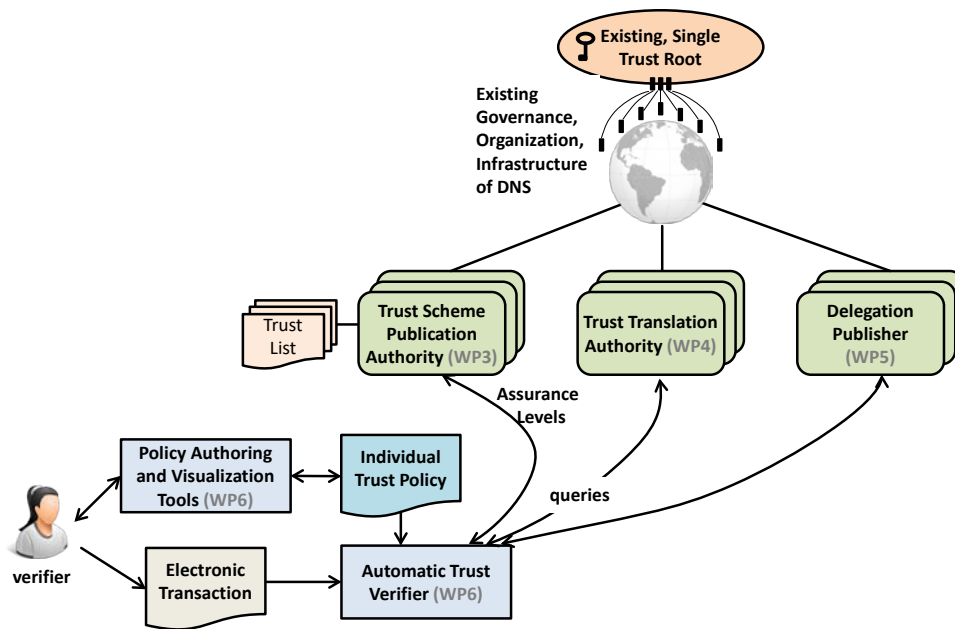 Existing, Single
Trust Root
Existing
Governance,
Organization,
Infrastructure
of DNS
Trust
List
Trust Scheme
Publication
Authority (WP3)
Trust Translation
Authority (WP4)
Delegation
Publisher
(WP5)
Assurance
Levels
Policy Authoring
and Visualization
Tools (WP6)
Individual
Trust Policy
queries
verifier
Electronic
Transaction
Automatic Trust
Verifier (WP6)